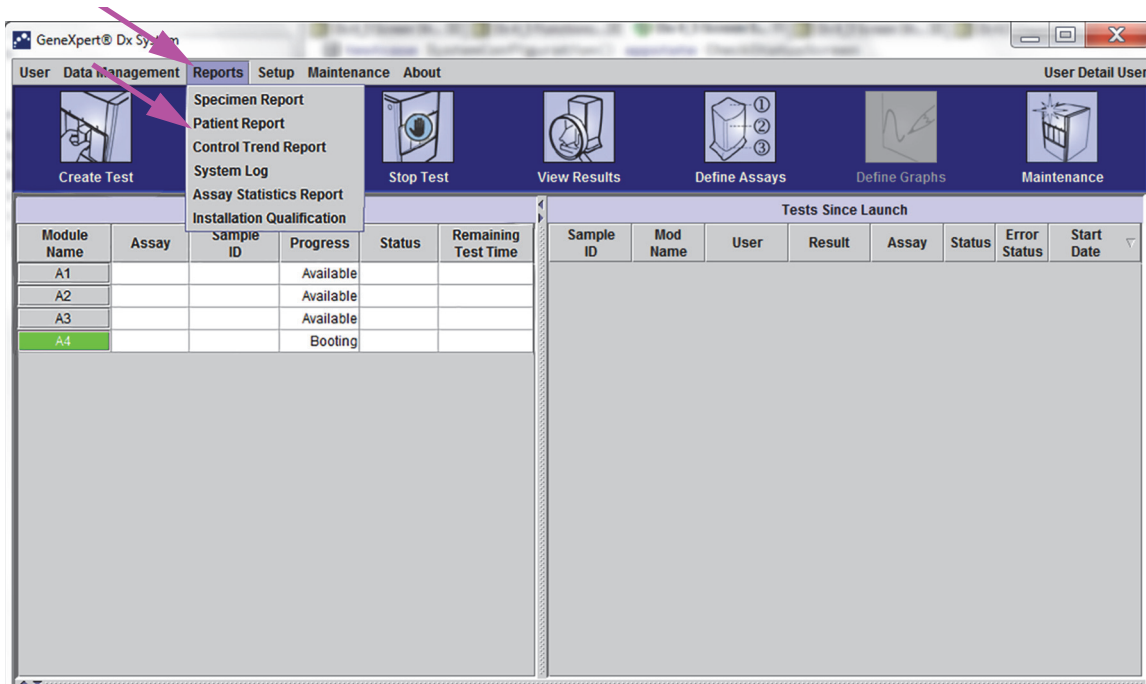 GeneXpert® Dx System
User Data Management Reports Setup Maintenance About User Detail User
Specimen Report
Patient Report
Control Trend Report
System Log
Assay Statistics Report
Installation Qualification
Create Test Stop Test View Results Define Assays Define Graphs Maintenance
①
②
③
Tests Since Launch
Module Name Assay Sample ID Progress Status Remaining Test Time
Sample ID Mod Name User Result Assay Status Error Status Start Date
A1 Available
A2 Available
A3 Available
A4 Booting